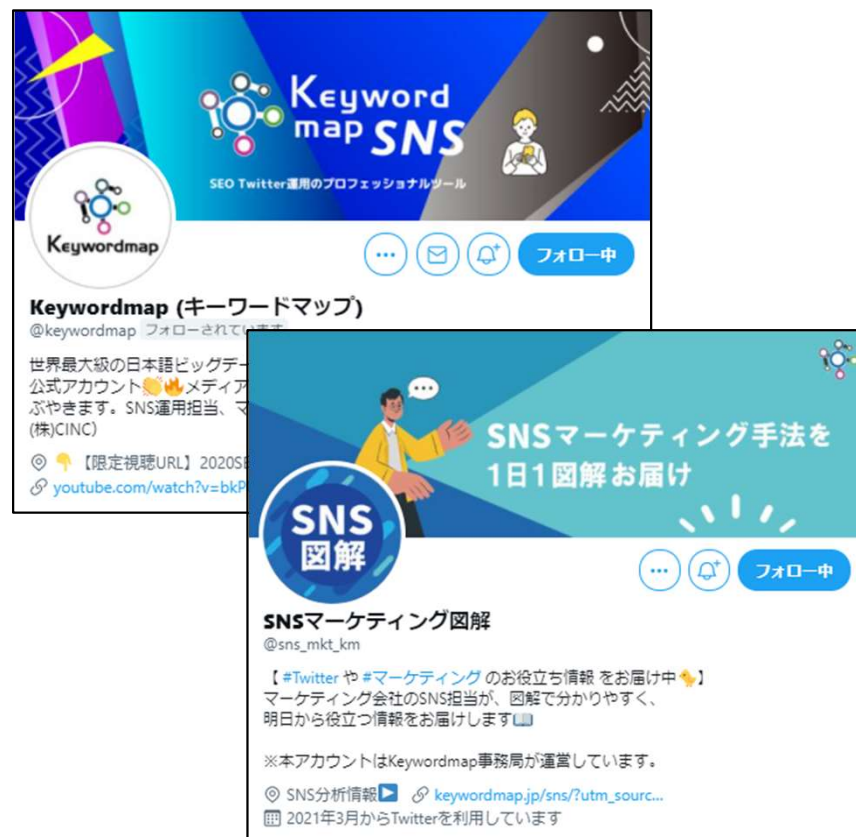 Keyword
map SNS
SEO Twitter運用のプロフェッショナルツール
Keywordmap
フォロー中
Keywordmap (キーワードマップ)
@keywordmap フォローされています
世界最大級の日本語ビッグデー
公式アカウント👏🔥メディア
ぶやきます。SNS運用担当、マ
(株)CINC）
👇【限定視聴URL】2020SE
youtube.com/watch?v=bkP
SNSマーケティング手法を
1日1図解お届け
SNS
図解
フォロー中
SNSマーケティング図解
@sns_mkt_km
【 #Twitter や #マーケティング のお役立ち情報 をお届け中🐤】
マーケティング会社のSNS担当が、図解で分かりやすく、
明日から役立つ情報をお届けします📖
※本アカウントはKeywordmap事務局が運営しています。
SNS分析情報▶ keywordmap.jp/sns/?utm_sourc...
2021年3月からTwitterを利用しています